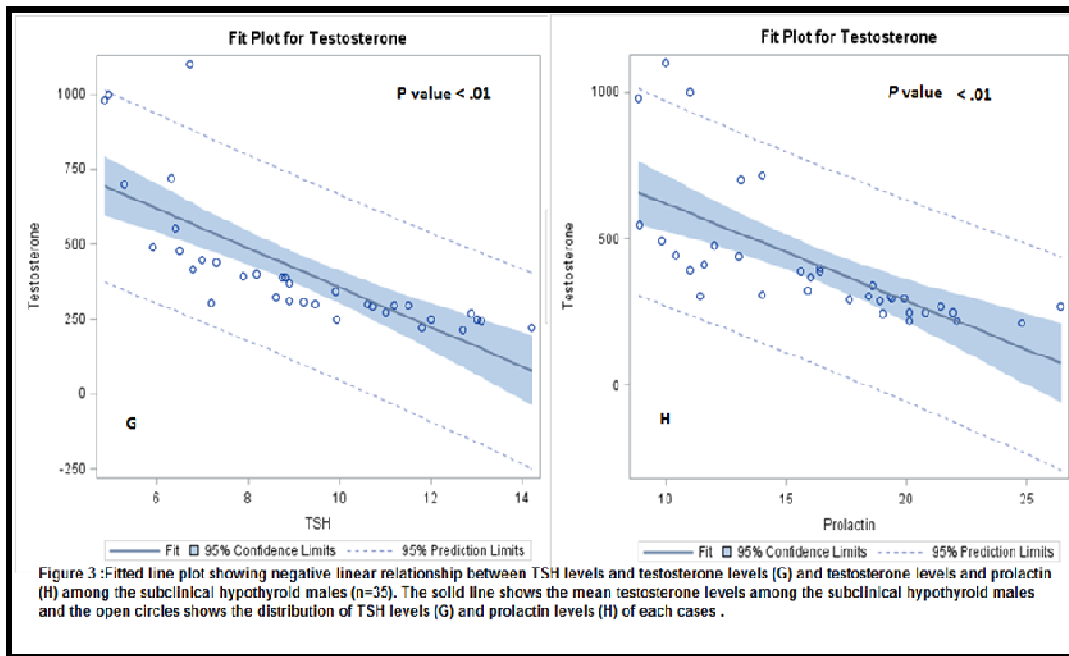 Fit Plot for Testosterone
P value < .01
1000
750
500
250
0
-250
Testosterone
G
6
8
10
12
14
TSH
Fit 95% Confidence Limits 95% Prediction Limits
Fit Plot for Testosterone
P value < .01
1000
500
0
Testosterone
H
10
15
20
25
Prolactin
Fit 95% Confidence Limits 95% Prediction Limits
Figure 3 :Fitted line plot showing negative linear relationship between TSH levels and testosterone levels (G) and testosterone levels and prolactin
(H) among the subclinical hypothyroid males (n=35). The solid line shows the mean testosterone levels among the subclinical hypothyroid males
and the open circles shows the distribution of TSH levels (G) and prolactin levels (H) of each cases .